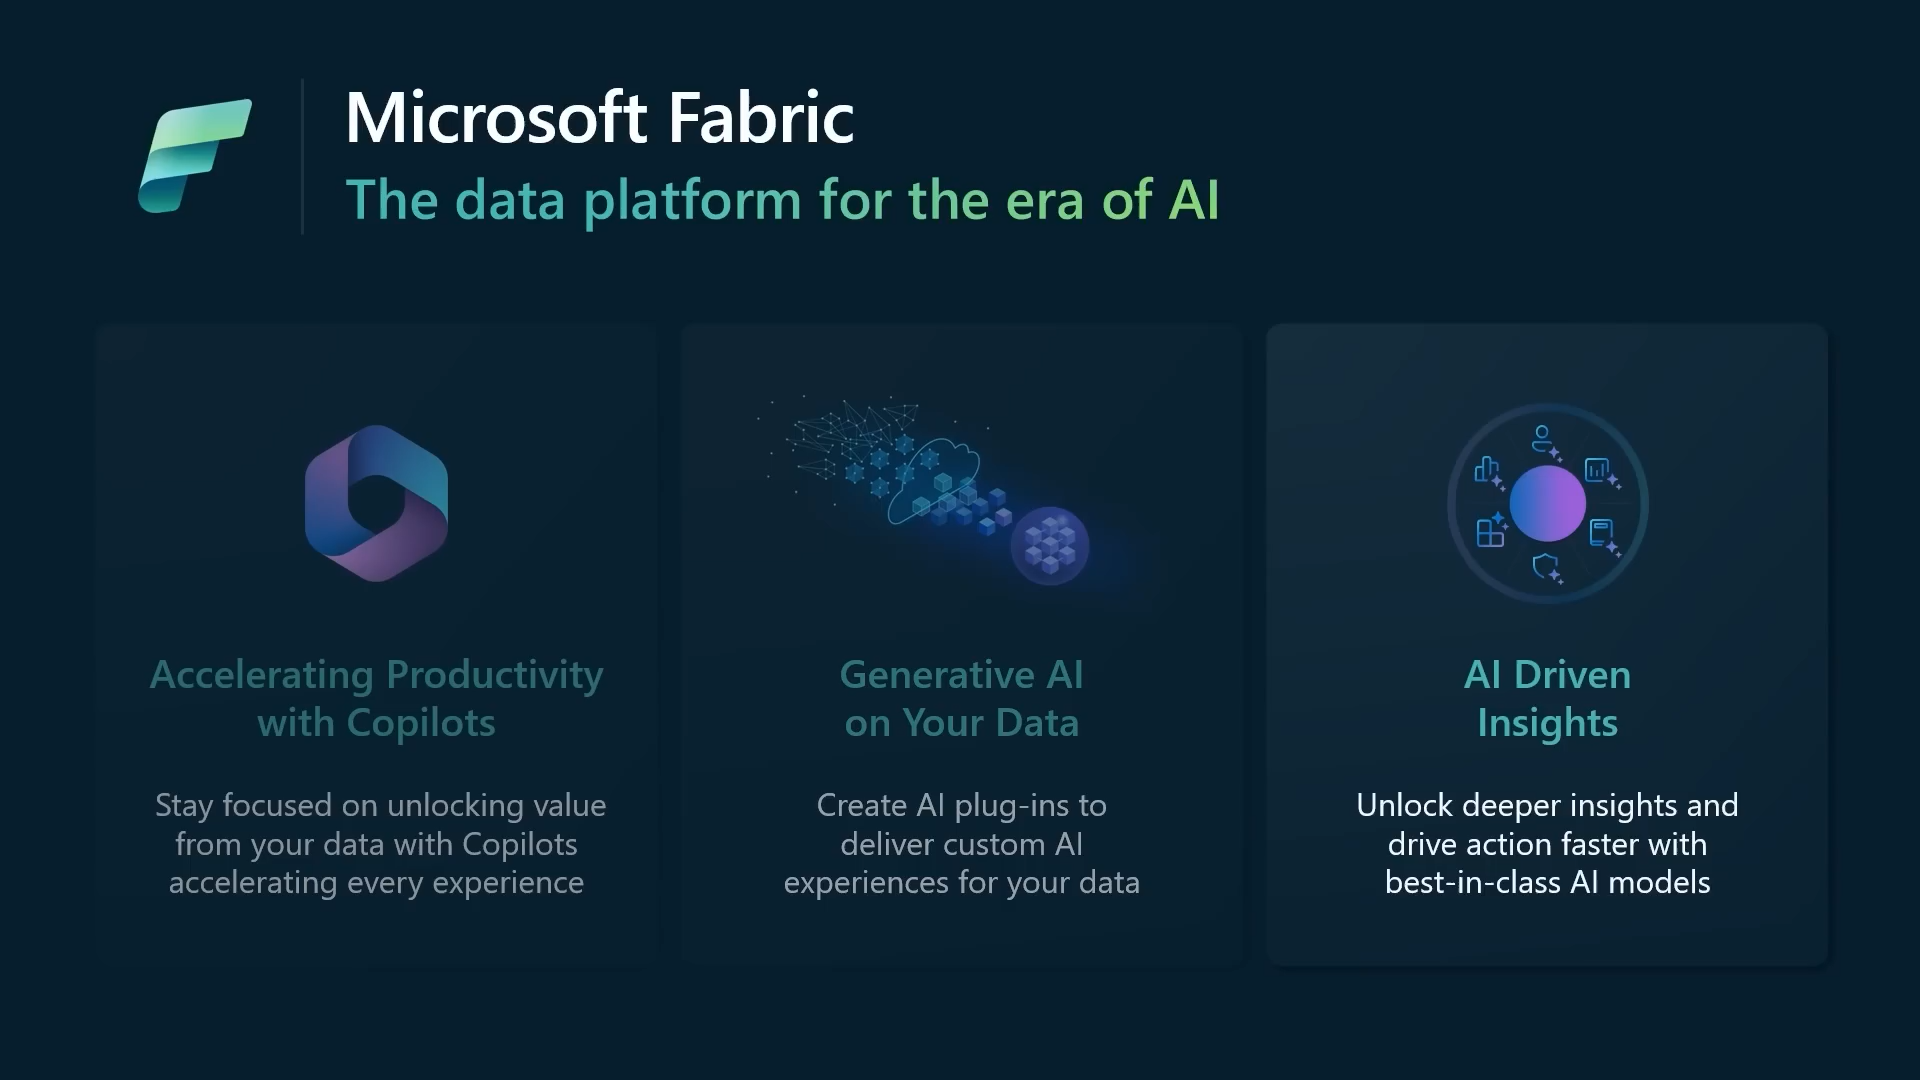 Microsoft Fabric
The data platform for the era of AI
Accelerating Productivity
with Copilots
Stay focused on unlocking value
from your data with Copilots
accelerating every experience
Generative AI
on Your Data
Create AI plug-ins to
deliver custom AI
experiences for your data
AI Driven
Insights
Unlock deeper insights and
drive action faster with
best-in-class AI models